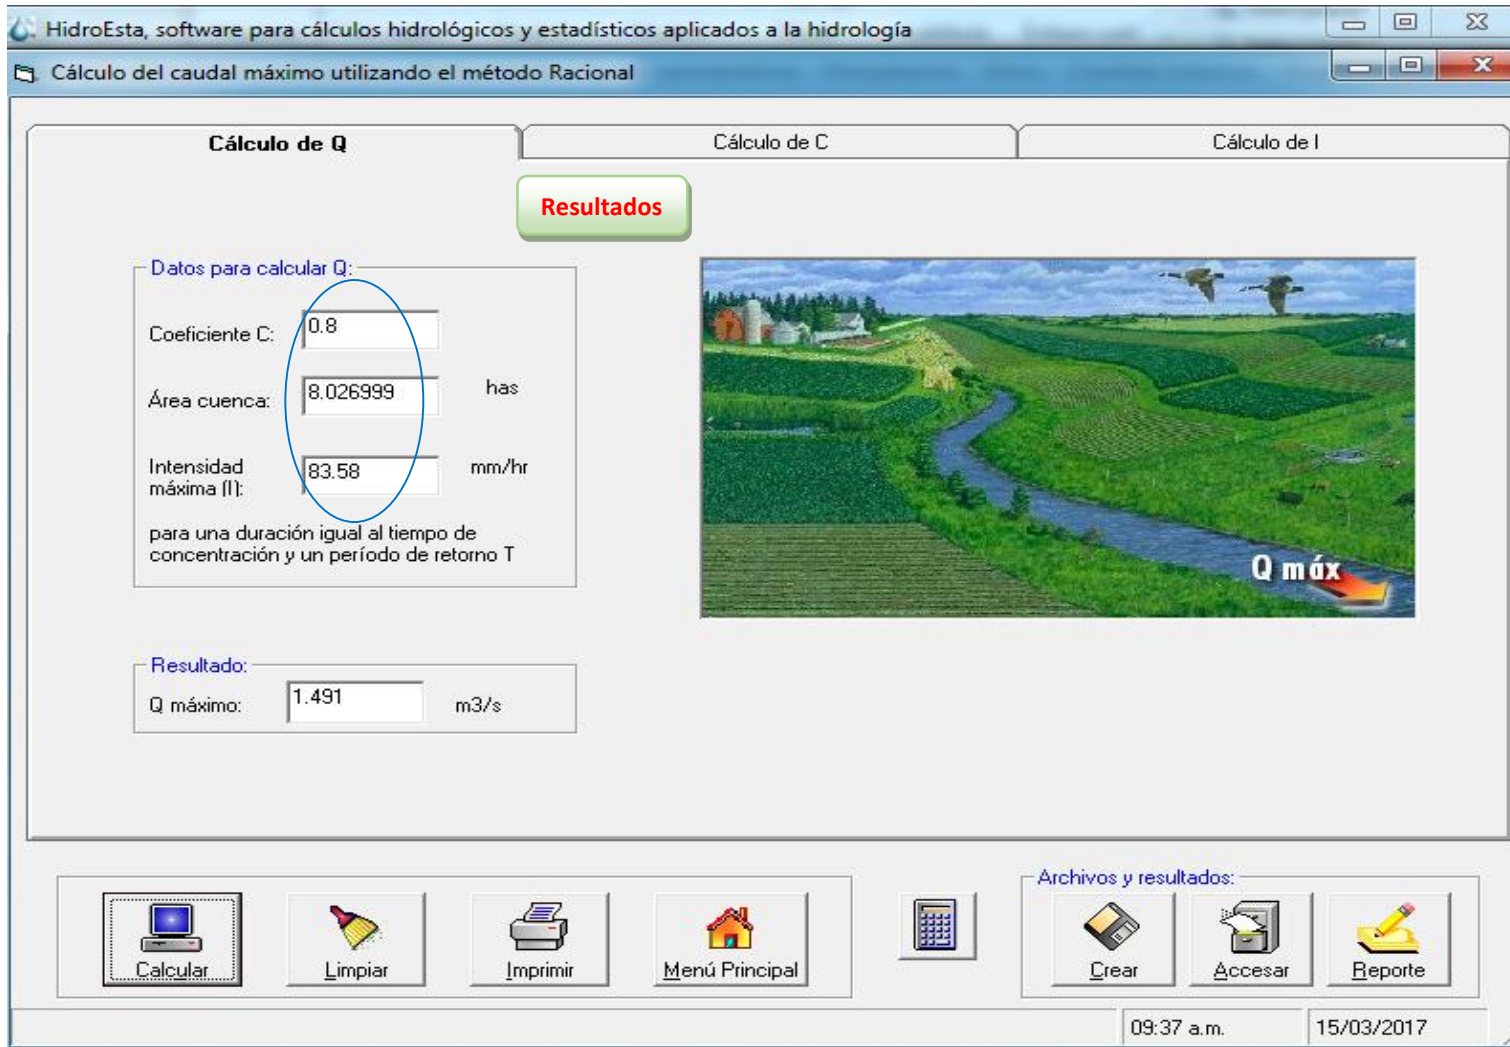 HidroEsta, software para cálculos hidrológicos y estadísticos aplicados a la hidrología
Cálculo del caudal máximo utilizando el método Racional
Cálculo de Q
Cálculo de C
Cálculo de I
Resultados
Datos para calcular Q:
Coeficiente C:
0.8
Área cuenca:
8.026999
has
Intensidad
máxima (I):
83.58
mm/hr
para una duración igual al tiempo de
concentración y un período de retorno T
Q máx
Resultado:
Q máximo:
1.491
m3/s
Archivos y resultados:
Calcular
Limpiar
Imprimir
Menú Principal
Crear
Accesar
Reporte
09:37 a.m.
15/03/2017